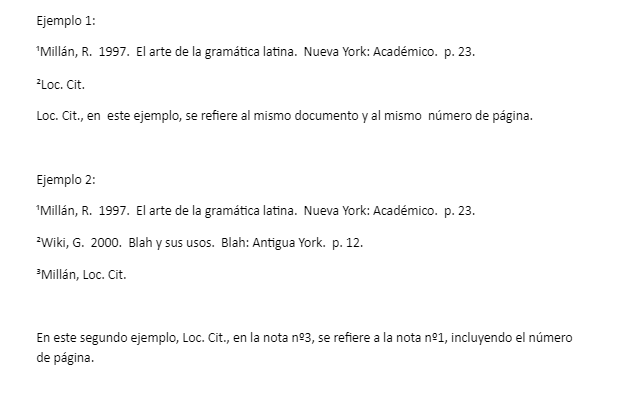 Ejemplo 1:
¹Millán, R.  1997.  El arte de la gramática latina.  Nueva York: Académico.  p. 23.
²Loc. Cit.
Loc. Cit., en  este ejemplo, se refiere al mismo documento y al mismo  número de página.
Ejemplo 2:
¹Millán, R.  1997.  El arte de la gramática latina.  Nueva York: Académico.  p. 23.
²Wiki, G.  2000.  Blah y sus usos.  Blah: Antigua York.  p. 12.
³Millán, Loc. Cit.
En este segundo ejemplo, Loc. Cit., en la nota nº3, se refiere a la nota nº1, incluyendo el número
de página.